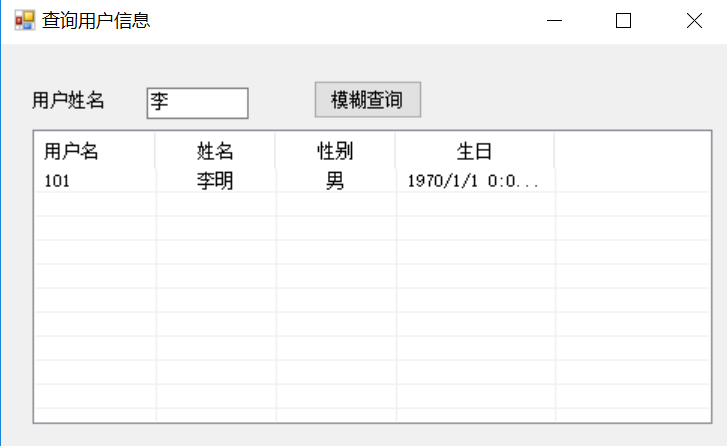 查询用户信息
用户姓名 李 模糊查询
用户名 姓名 性别 生日
101 李明 男 1970/1/1 0:0...